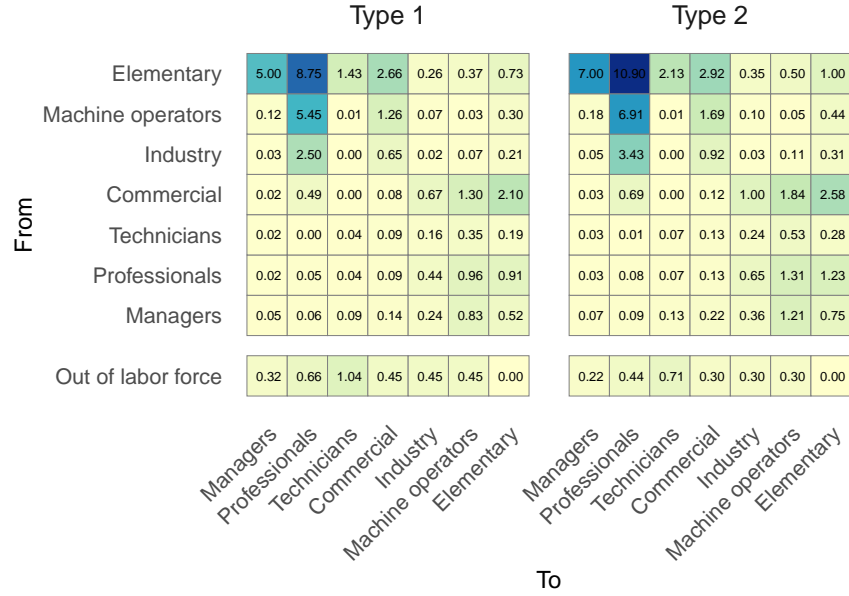 Type 1 Type 2
Elementary 5.00 8.75 1.43 2.66 0.26 0.37 0.73 7.00 10.90 2.13 2.92 0.35 0.50 1.00
Machine operators 0.12 5.45 0.01 1.26 0.07 0.03 0.30 0.18 6.91 0.01 1.69 0.10 0.05 0.44
Industry 0.03 2.50 0.00 0.65 0.02 0.07 0.21 0.05 3.43 0.00 0.92 0.03 0.11 0.31
Commercial 0.02 0.49 0.00 0.08 0.67 1.30 2.10 0.03 0.69 0.00 0.12 1.00 1.84 2.58
From
Technicians 0.02 0.00 0.04 0.09 0.16 0.35 0.19 0.03 0.01 0.07 0.13 0.24 0.53 0.28
Professionals 0.02 0.05 0.04 0.09 0.44 0.96 0.91 0.03 0.08 0.07 0.13 0.65 1.31 1.23
Managers 0.05 0.06 0.09 0.14 0.24 0.83 0.52 0.07 0.09 0.13 0.22 0.36 1.21 0.75
Out of labor force 0.32 0.66 1.04 0.45 0.45 0.45 0.00 0.22 0.44 0.71 0.30 0.30 0.30 0.00
Managers Professionals Technicians Commercial Industry Machine operators Elementary Managers Professionals Technicians Commercial Industry Machine operators Elementary
To